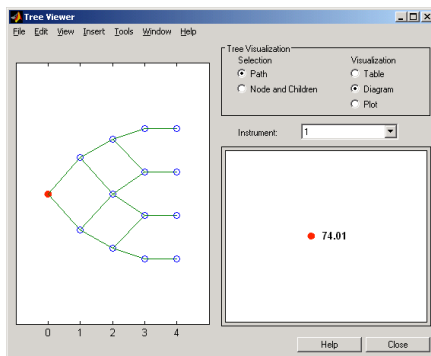 Tree Viewer
File Edit View Insert Tools Window Help
Tree Visualization
Selection
Visualization
Path
Table
Node and Children
Diagram
Plot
Instrument:
1
74.01
0 1 2 3 4
Help
Close